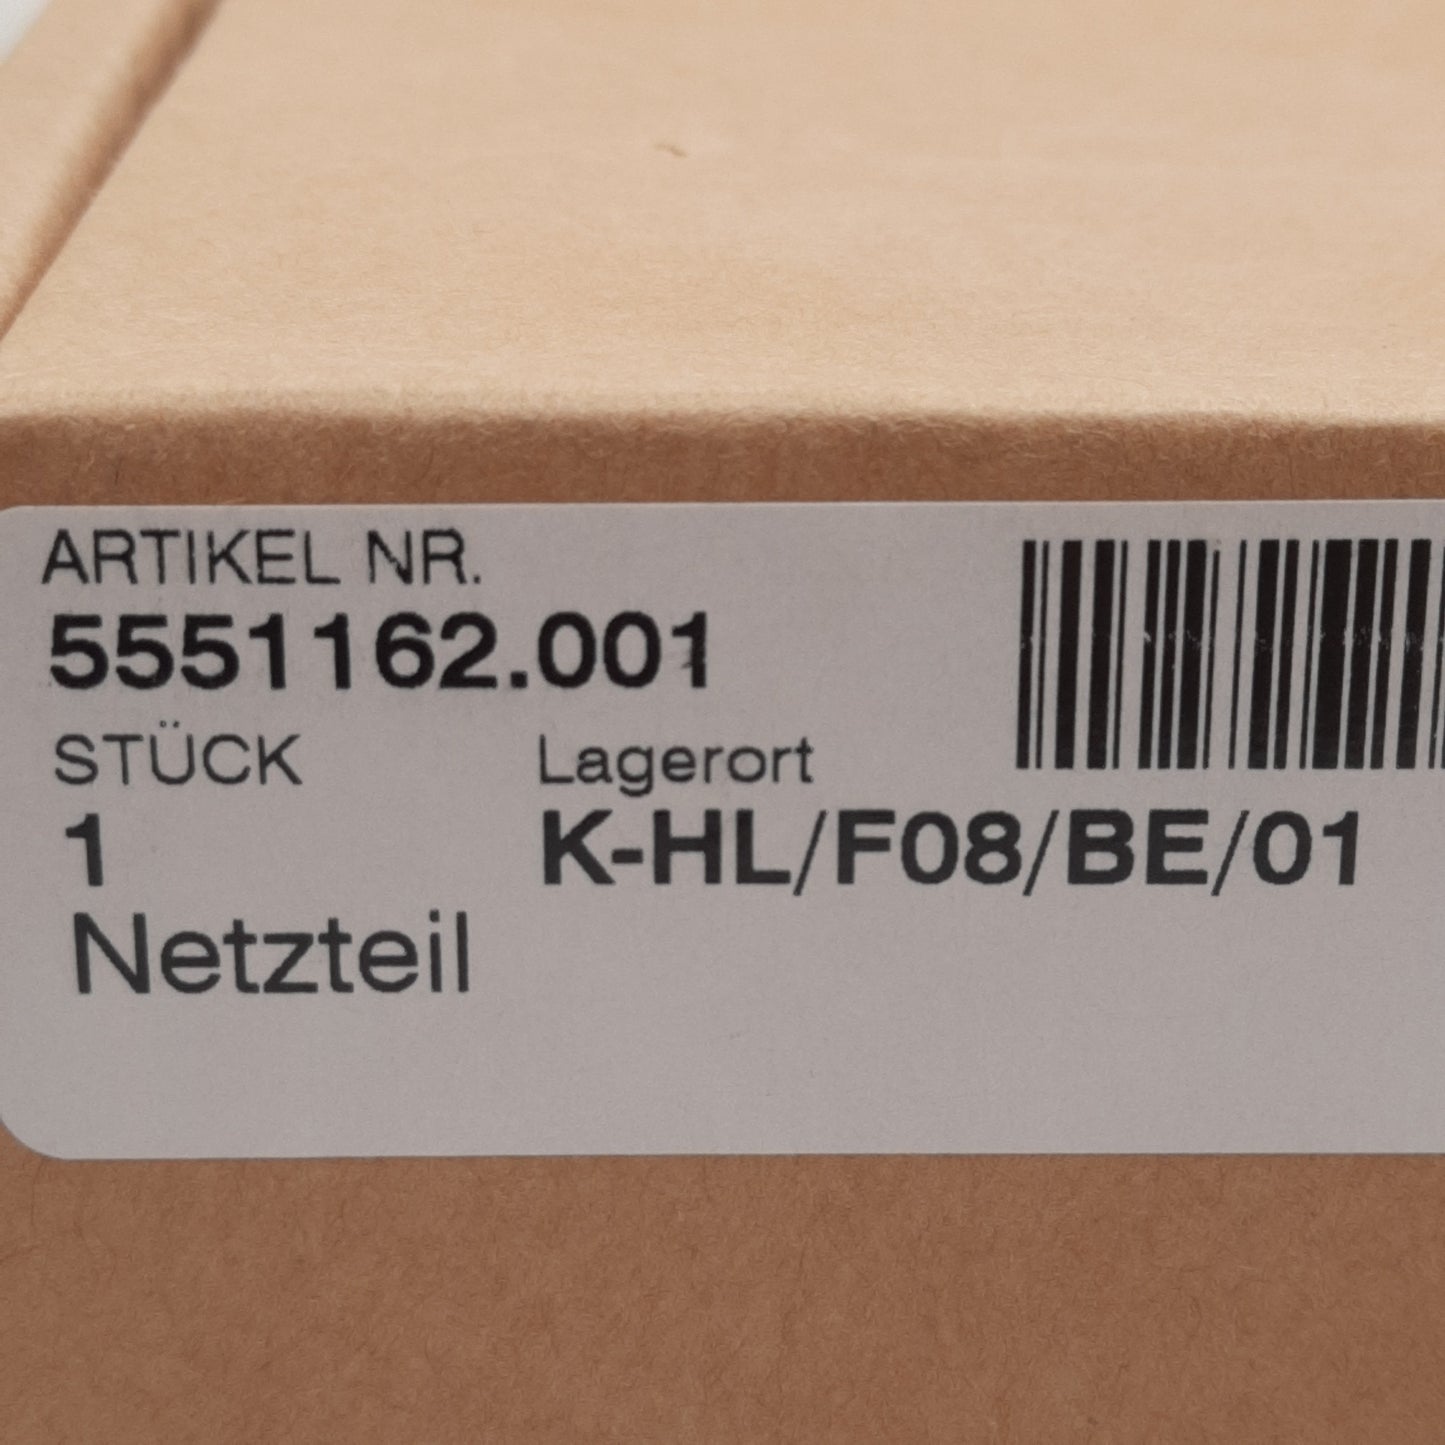 ARTIKEL NR.
5551162.001
STÜCK Lagerort
1 K-HL/F08/BE/01
Netzteil